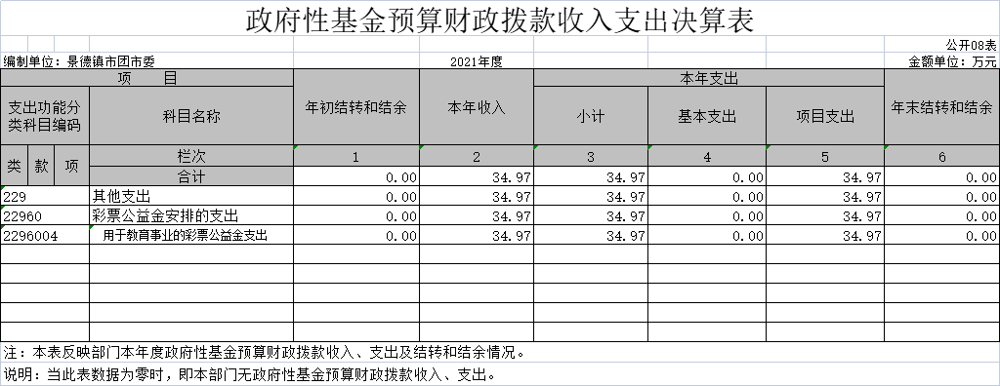 政府性基金预算财政拨款收入支出决算表
公开08表
编制单位：景德镇市团市委 2021年度 金额单位：万元
项 目 年初结转和结余 本年收入 本年支出 年末结转和结余
支出功能分类科目编码 科目名称 小计 基本支出 项目支出
类 款 项 栏次 1 2 3 4 5 6
合计 0.00 34.97 34.97 0.00 34.97 0.00
229 其他支出 0.00 34.97 34.97 0.00 34.97 0.00
22960 彩票公益金安排的支出 0.00 34.97 34.97 0.00 34.97 0.00
2296004 用于教育事业的彩票公益金支出 0.00 34.97 34.97 0.00 34.97 0.00
注：本表反映部门本年度政府性基金预算财政拨款收入、支出及结转和结余情况。
说明：当此表数据为零时，即本部门无政府性基金预算财政拨款收入、支出。